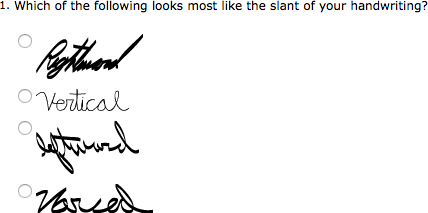 1. Which of the following looks most like the slant of your handwriting?
Rightward
Vertical
Leftward
Varied